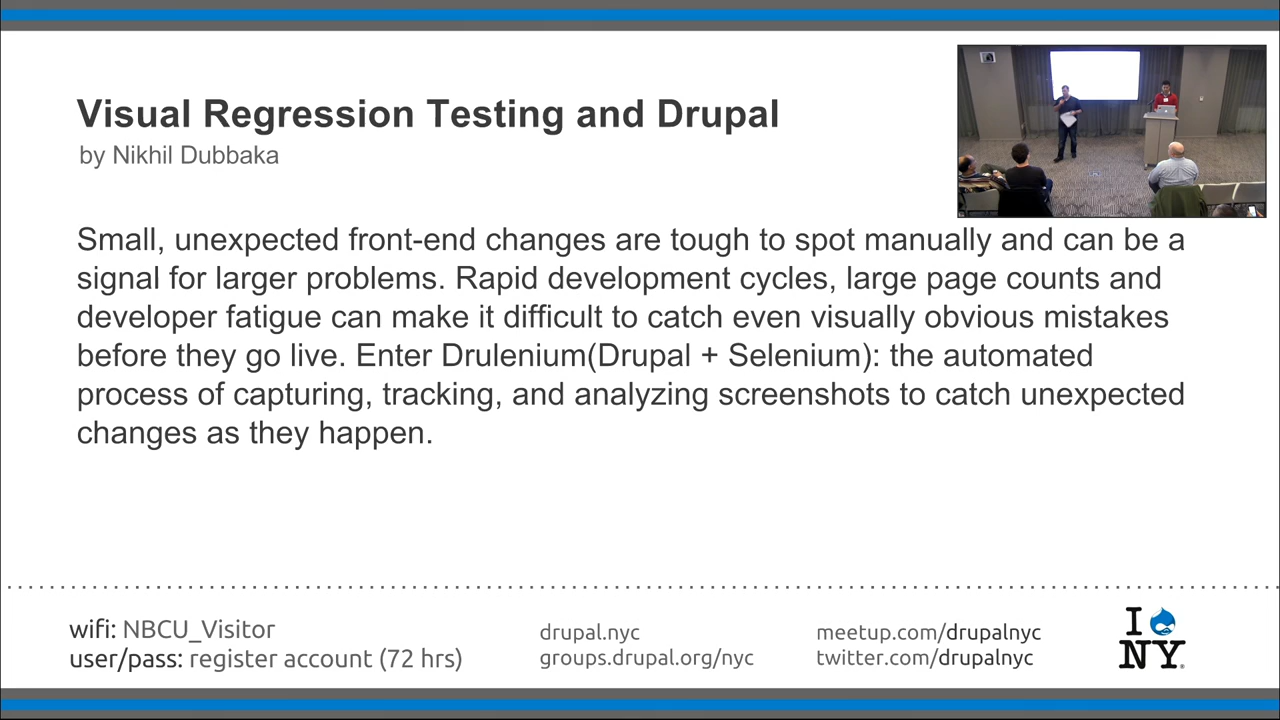 Visual Regression Testing and Drupal
by Nikhil Dubbaka
Small, unexpected front-end changes are tough to spot manually and can be a
signal for larger problems. Rapid development cycles, large page counts and
developer fatigue can make it difficult to catch even visually obvious mistakes
before they go live. Enter Drulenium(Drupal + Selenium): the automated
process of capturing, tracking, and analyzing screenshots to catch unexpected
changes as they happen.
wifi: NBCU_Visitor
user/pass: register account (72 hrs)
drupal.nyc
groups.drupal.org/nyc
meetup.com/drupalnyc
twitter.com/drupalnyc
I
NY®